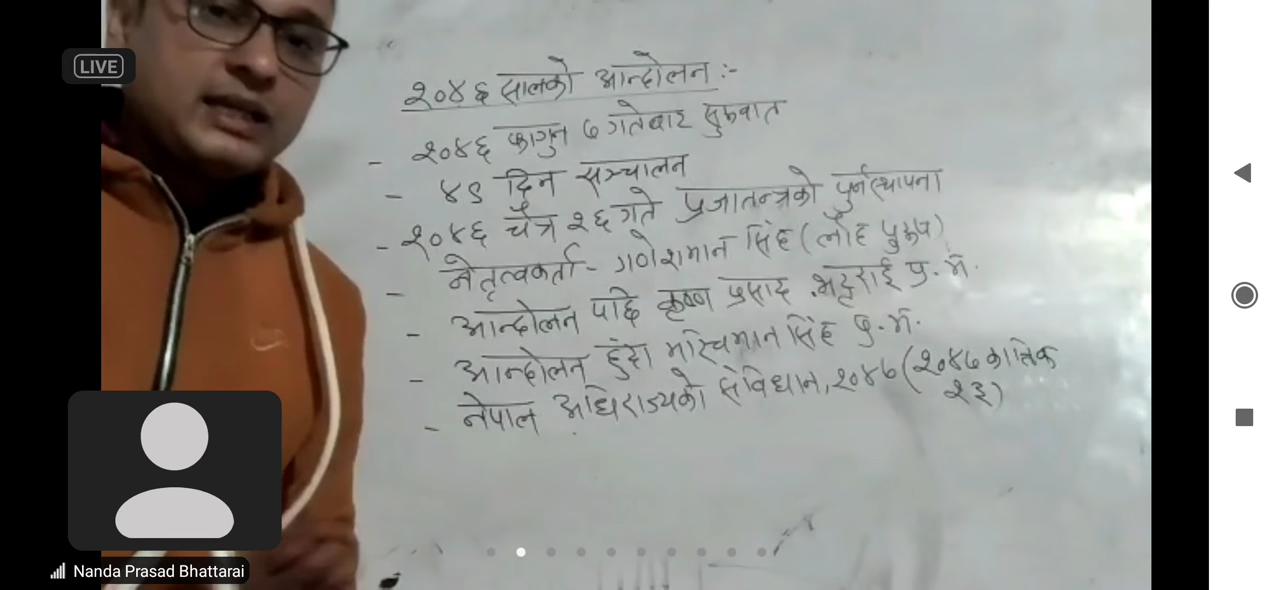 LIVE
२०४६ सालको आन्दोलन :-
- २०४६ फागुन ७ गतेबाट सुरुवात
- ४९ दिन सञ्चालन
- २०४६ चैत्र २६ गते प्रजातन्त्रको पुर्नस्थापना
- नेतृत्वकर्ता - गणेशमान सिंह (लौह पुरुष)
- आन्दोलन पछि कृष्ण प्रसाद भट्टराई प्र. मं.
- आन्दोलन हुंदा मरिचमान सिंह प्र. मं.
- नेपाल अधिराज्यको संविधान, २०४७ (२०४७ कात्तिक
२३)
Nanda Prasad Bhattarai